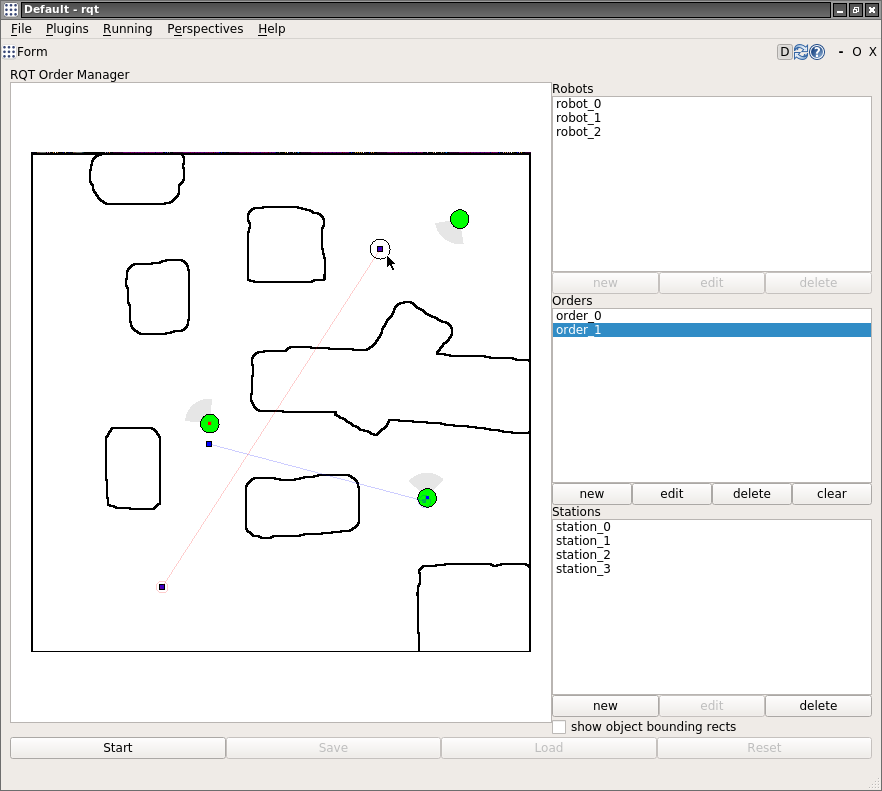 Default - rqt
File Plugins Running Perspectives Help
Form D ? - O X
RQT Order Manager
Robots
robot_0
robot_1
robot_2
new edit delete
Orders
order_0
order_1
new edit delete clear
Stations
station_0
station_1
station_2
station_3
new edit delete
show object bounding rects
Start Save Load Reset